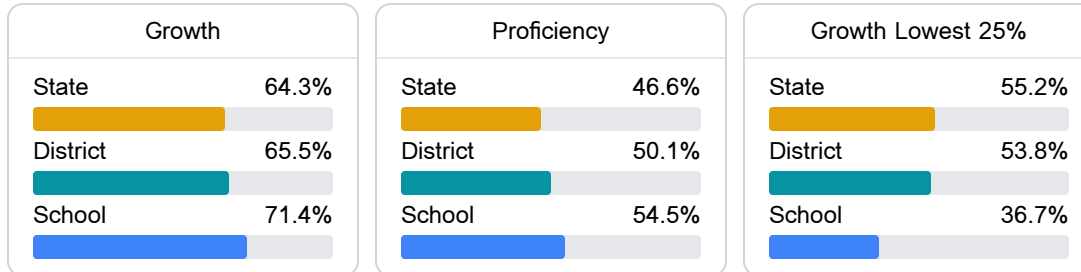 Growth
State 64.3%
District 65.5%
School 71.4%
Proficiency
State 46.6%
District 50.1%
School 54.5%
Growth Lowest 25%
State 55.2%
District 53.8%
School 36.7%